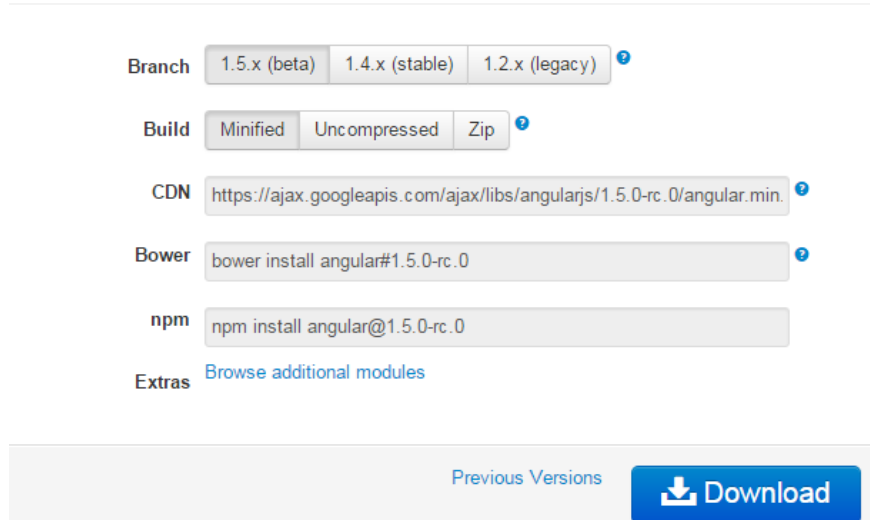 Branch 1.5.x (beta) 1.4.x (stable) 1.2.x (legacy) ?
Build Minified Uncompressed Zip ?
CDN https://ajax.googleapis.com/ajax/libs/angularjs/1.5.0-rc.0/angular.min. ?
Bower bower install angular#1.5.0-rc.0 ?
npm npm install angular@1.5.0-rc.0
Extras Browse additional modules
Previous Versions Download